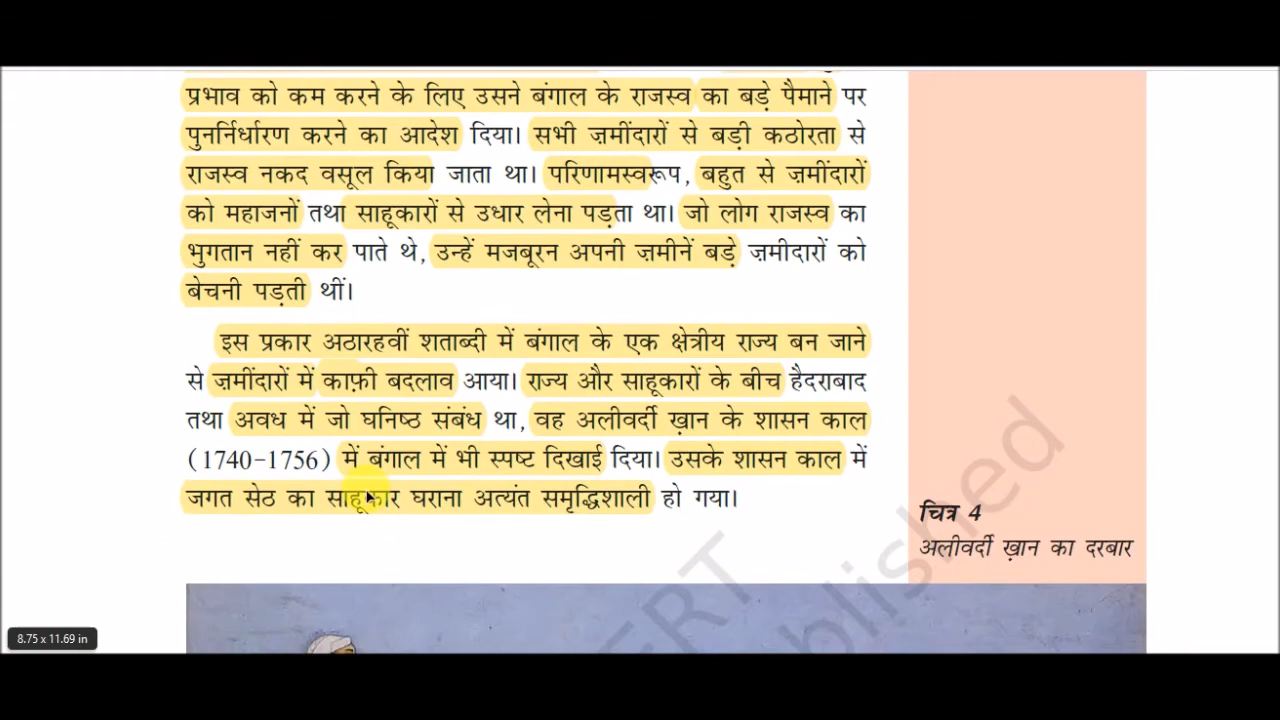 प्रभाव को कम करने के लिए उसने बंगाल के राजस्व का बड़े पैमाने पर
पुनर्निर्धारण करने का आदेश दिया। सभी ज़मींदारों से बड़ी कठोरता से
राजस्व नकद वसूल किया जाता था। परिणामस्वरूप, बहुत से ज़मींदारों
को महाजनों तथा साहूकारों से उधार लेना पड़ता था। जो लोग राजस्व का
भुगतान नहीं कर पाते थे, उन्हें मजबूरन अपनी ज़मीनें बड़े ज़मीदारों को
बेचनी पड़ती थीं।
इस प्रकार अठारहवीं शताब्दी में बंगाल के एक क्षेत्रीय राज्य बन जाने
से ज़मींदारों में काफ़ी बदलाव आया। राज्य और साहूकारों के बीच हैदराबाद
तथा अवध में जो घनिष्ठ संबंध था, वह अलीवर्दी ख़ान के शासन काल
(1740-1756) में बंगाल में भी स्पष्ट दिखाई दिया। उसके शासन काल में
जगत सेठ का साहूकार घराना अत्यंत समृद्धिशाली हो गया।
चित्र 4
अलीवर्दी ख़ान का दरबार
8.75 x 11.69 in